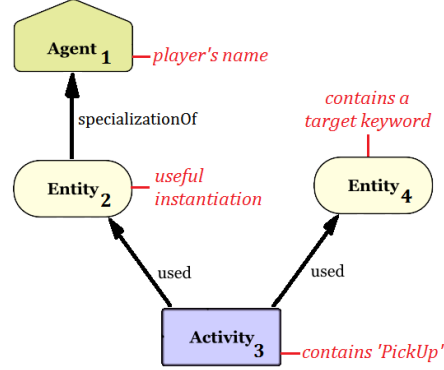 Agent 1
player's name
specializationOf
contains a
target keyword
Entity 2
useful
instantiation
Entity 4
used
used
Activity 3
contains 'PickUp'